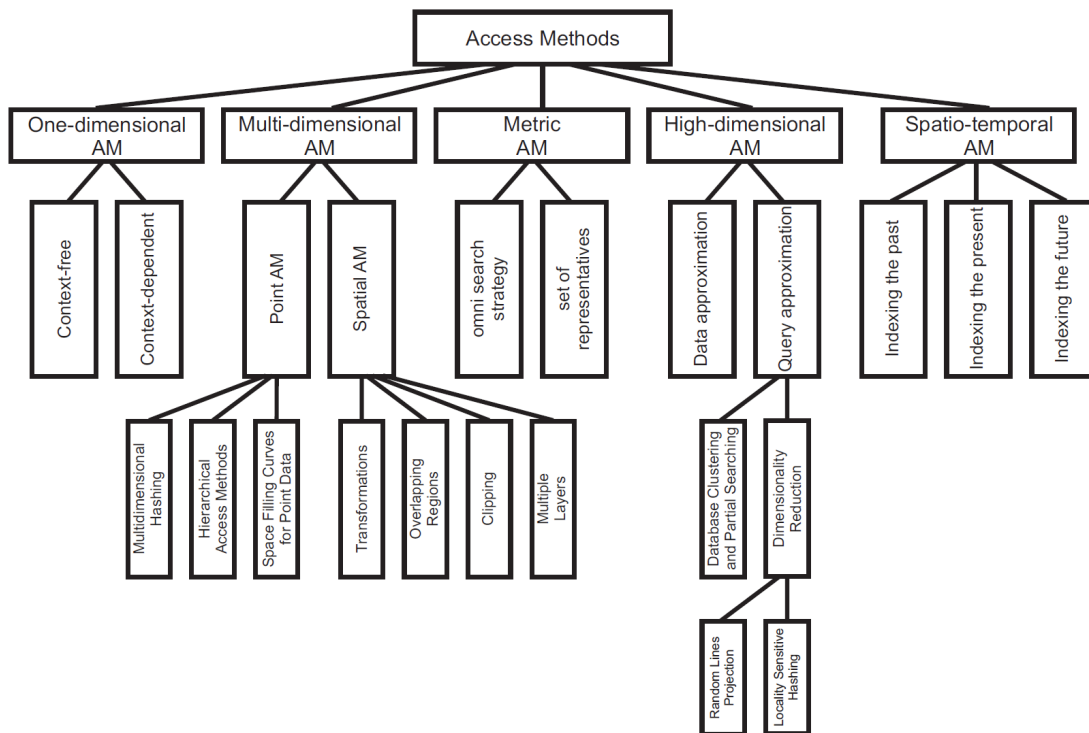 Access Methods
One-dimensional
AM
Multi-dimensional
AM
Metric
AM
High-dimensional
AM
Spatio-temporal
AM
Context-free
Context-dependent
Point AM
Spatial AM
omni search
strategy
set of
representatives
Data approximation
Query approximation
Indexing the past
Indexing the present
Indexing the future
Multidimensional
Hashing
Hierarchical
Access Methods
Space Filling Curves
for Point Data
Transformations
Overlapping
Regions
Clipping
Multiple
Layers
Database Clustering
and Partial Searching
Dimensionality
Reduction
Random Lines
Projection
Locality Sensitive
Hashing